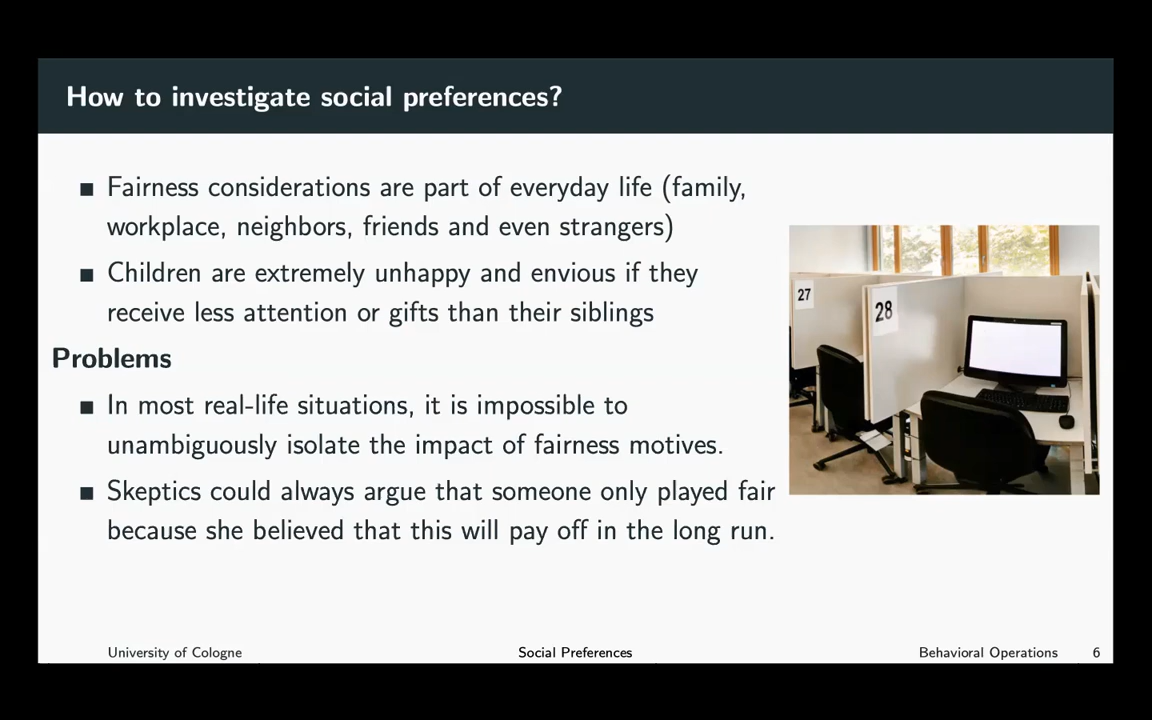 How to investigate social preferences?
■ Fairness considerations are part of everyday life (family,
workplace, neighbors, friends and even strangers)
■ Children are extremely unhappy and envious if they
receive less attention or gifts than their siblings
Problems
■ In most real-life situations, it is impossible to
unambiguously isolate the impact of fairness motives.
■ Skeptics could always argue that someone only played fair
because she believed that this will pay off in the long run.
27
28
University of Cologne Social Preferences Behavioral Operations 6